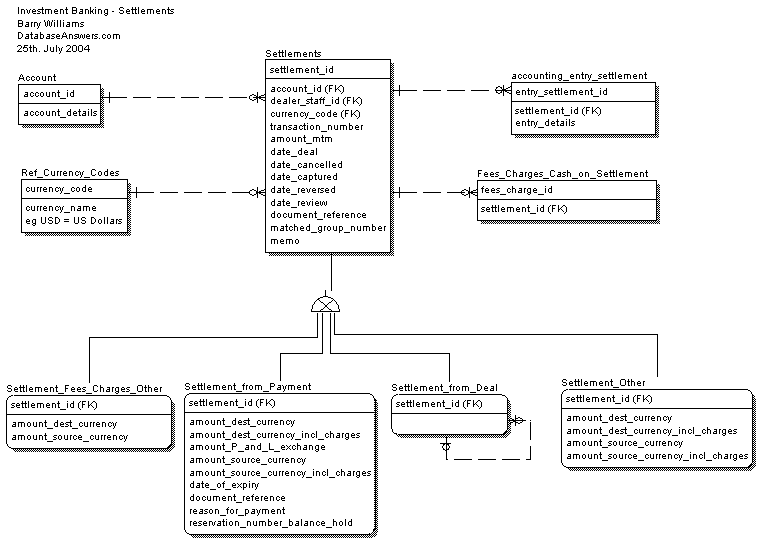 Investment Banking - Settlements
Barry Williams
DatabaseAnswers.com
25th. July 2004
Settlements
settlement_id
account_id (FK)
dealer_staff_id (FK)
currency_code (FK)
transaction_number
amount_mtm
date_deal
date_cancelled
date_captured
date_reversed
date_review
document_reference
matched_group_number
memo
Account
account_id
account_details
accounting_entry_settlement
entry_settlement_id
settlement_id (FK)
entry_details
Ref_Currency_Codes
currency_code
currency_name
eg USD = US Dollars
Fees_Charges_Cash_on_Settlement
fees_charge_id
settlement_id (FK)
Settlement_Fees_Charges_Other
settlement_id (FK)
amount_dest_currency
amount_source_currency
Settlement_from_Payment
settlement_id (FK)
amount_dest_currency
amount_dest_currency_incl_charges
amount_P_and_L_exchange
amount_source_currency
amount_source_currency_incl_charges
date_of_expiry
document_reference
reason_for_payment
reservation_number_balance_hold
Settlement_from_Deal
settlement_id (FK)
Settlement_Other
settlement_id (FK)
amount_dest_currency
amount_dest_currency_incl_charges
amount_source_currency
amount_source_currency_incl_charges